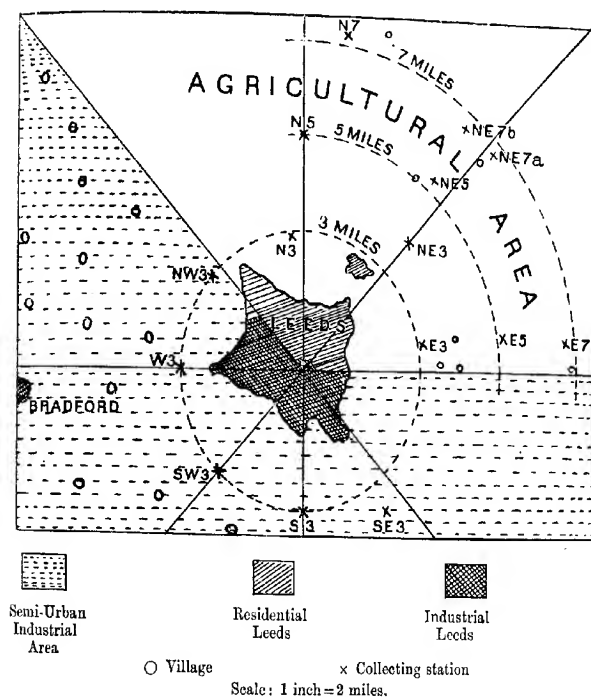 N7
7 MILES
AGRICULTURAL AREA
N5
5 MILES
NE7b
NE7a
NE5
3 MILES
N3
NE3
NW3
LEEDS
E3
E5
E7
W3
BRADFORD
SW3
S3
SE3
Semi-Urban
Industrial
Area
Residential
Leeds
Industrial
Leeds
O Village
x Collecting station
Scale: 1 inch=2 miles.